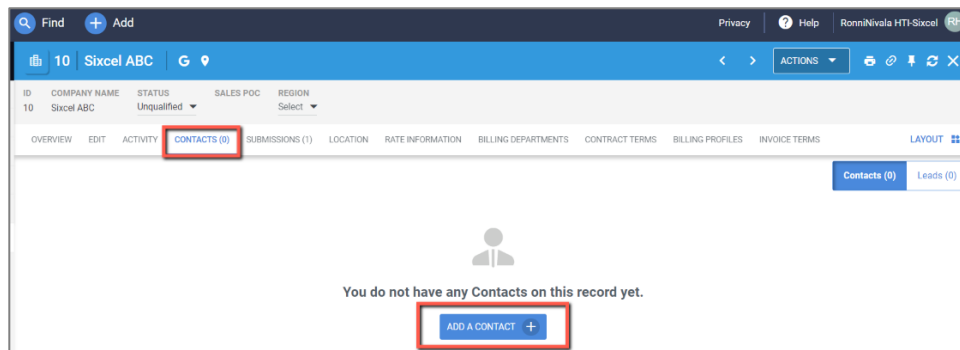 Find Add Privacy ? Help RonniNivala HTI-Sixcel RH
10 Sixcel ABC G ACTIONS
ID COMPANY NAME STATUS SALES POC REGION
10 Sixcel ABC Unqualified Select
OVERVIEW EDIT ACTIVITY CONTACTS (0) SUBMISSIONS (1) LOCATION RATE INFORMATION BILLING DEPARTMENTS CONTRACT TERMS BILLING PROFILES INVOICE TERMS LAYOUT
Contacts (0) Leads (0)
You do not have any Contacts on this record yet.
ADD A CONTACT +